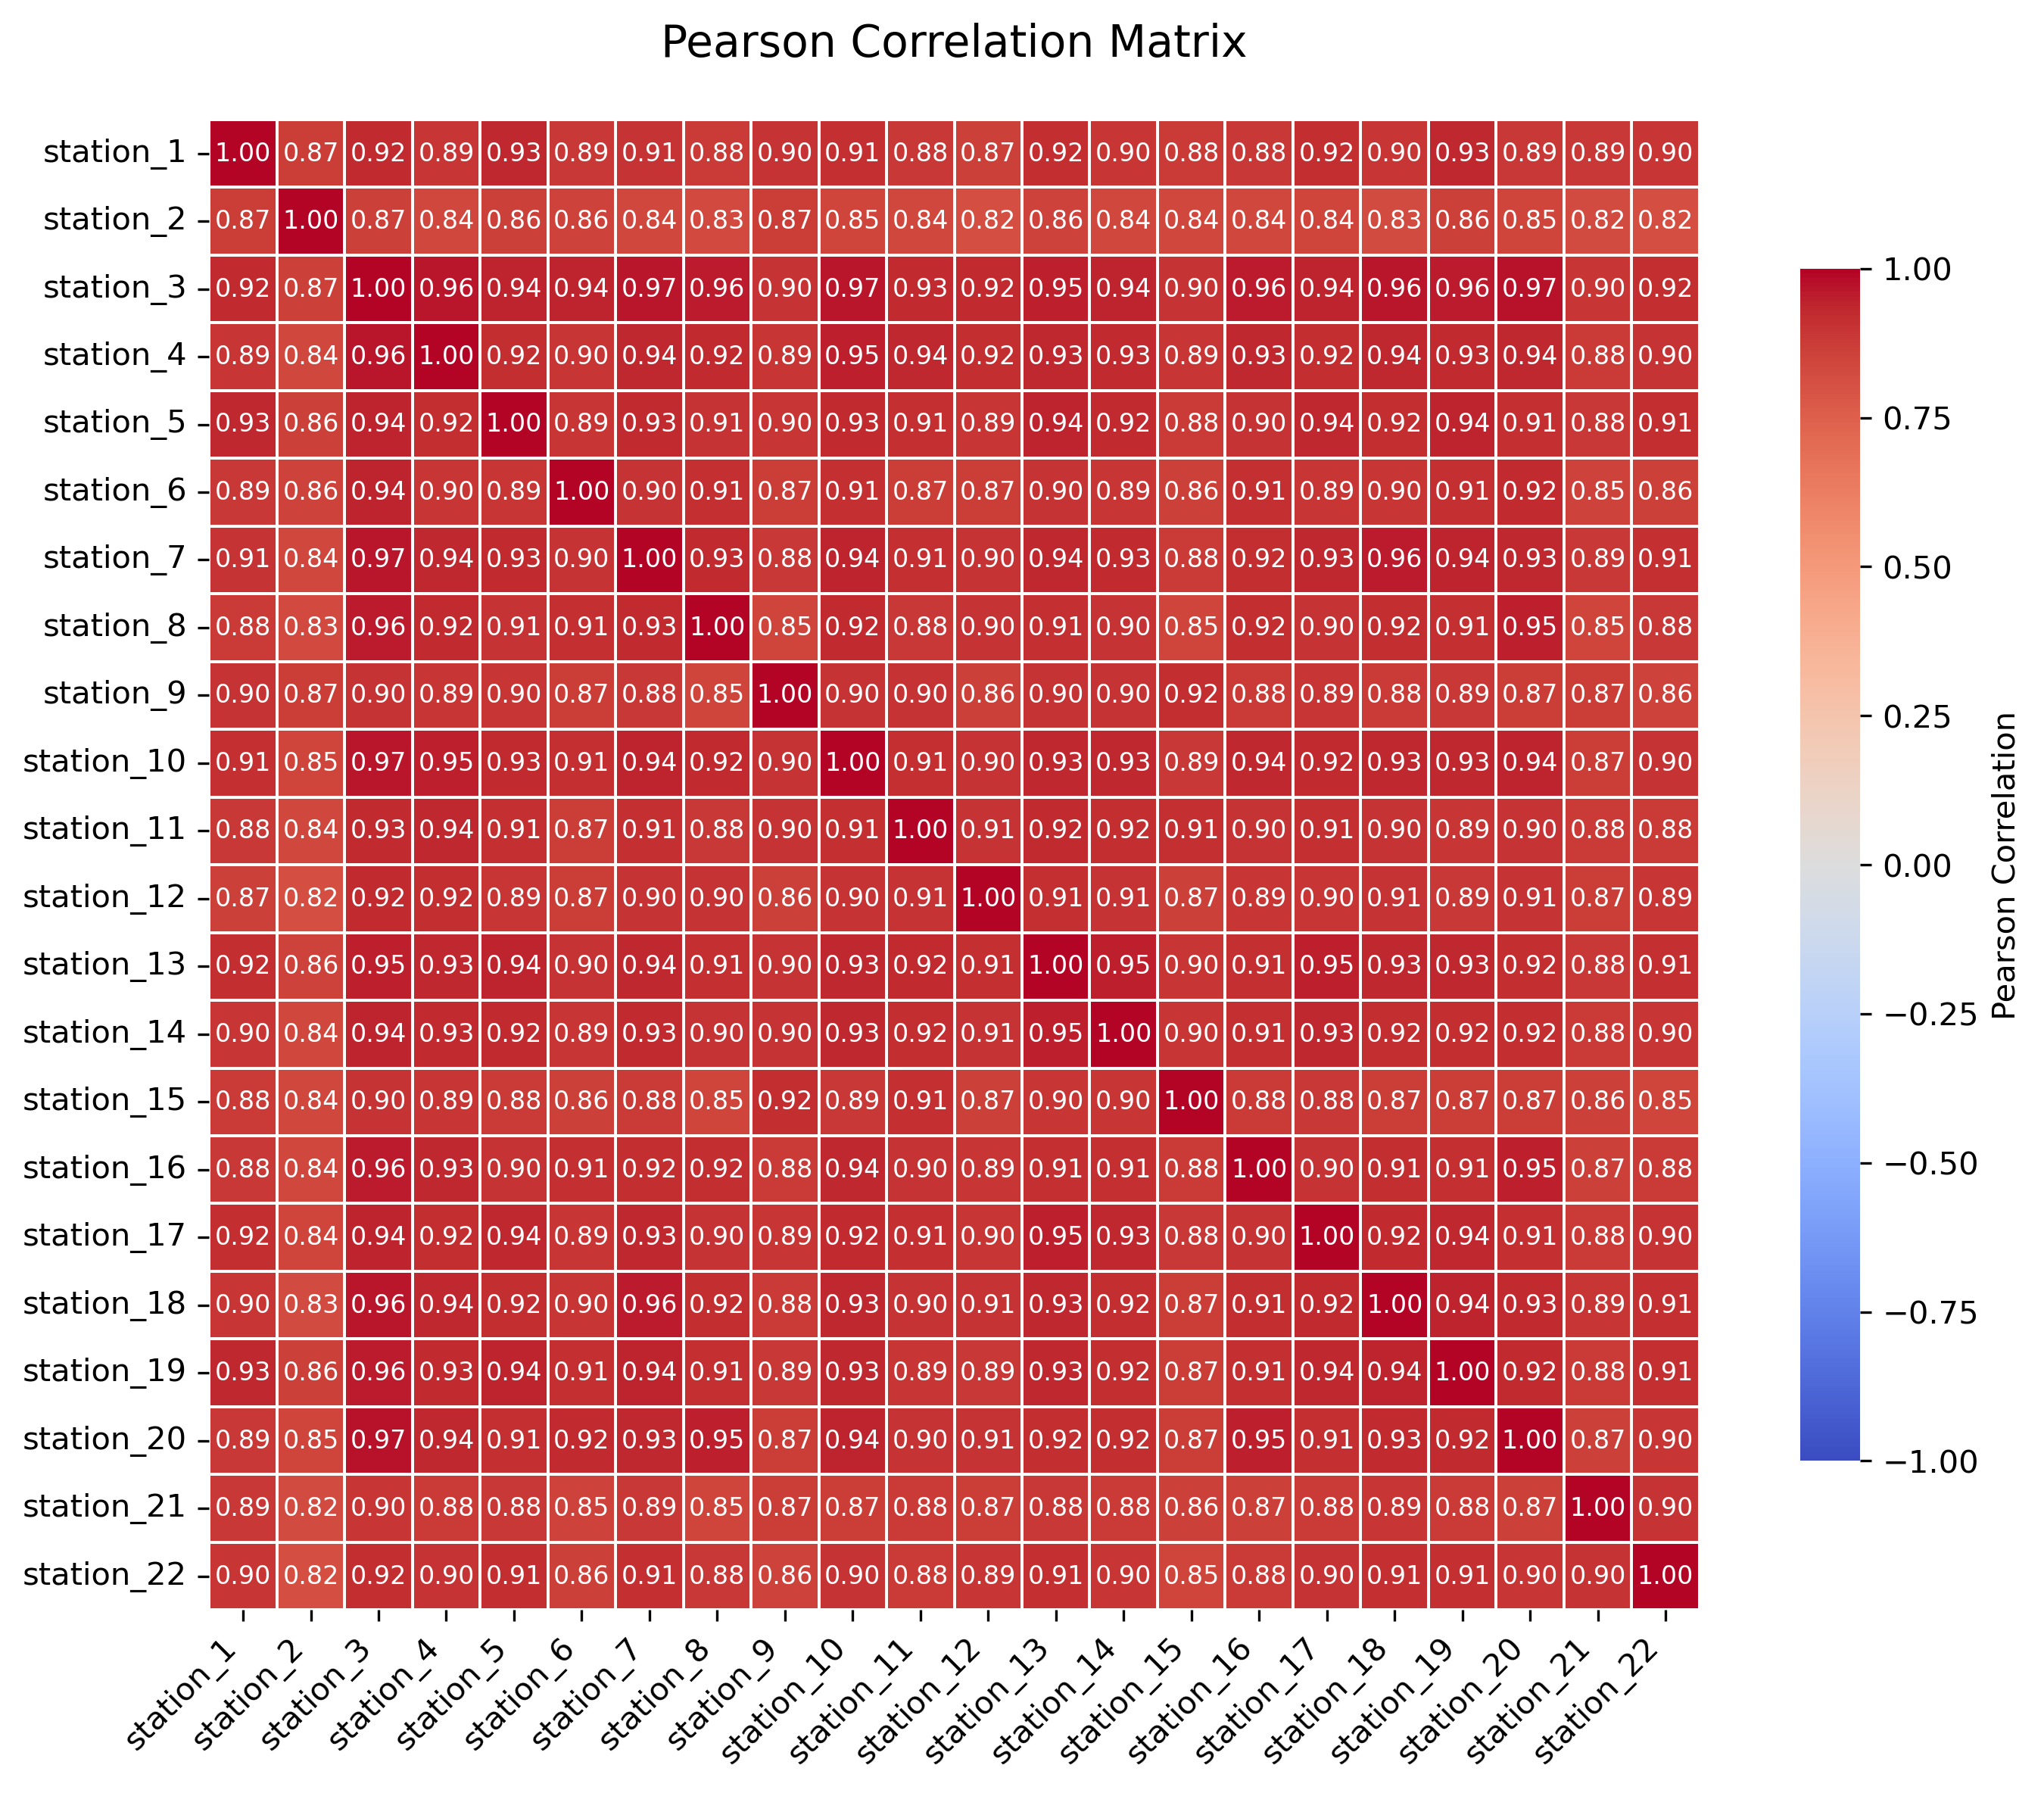 Pearson Correlation Matrix
station_1 1.00 0.87 0.92 0.89 0.93 0.89 0.91 0.88 0.90 0.91 0.88 0.87 0.92 0.90 0.88 0.88 0.92 0.90 0.93 0.89 0.89 0.90
station_2 0.87 1.00 0.87 0.84 0.86 0.86 0.84 0.83 0.87 0.85 0.84 0.82 0.86 0.84 0.84 0.84 0.84 0.83 0.86 0.85 0.82 0.82
station_3 0.92 0.87 1.00 0.96 0.94 0.94 0.97 0.96 0.90 0.97 0.93 0.92 0.95 0.94 0.90 0.96 0.94 0.96 0.96 0.97 0.90 0.92
station_4 0.89 0.84 0.96 1.00 0.92 0.90 0.94 0.92 0.89 0.95 0.94 0.92 0.93 0.93 0.89 0.93 0.92 0.94 0.93 0.94 0.88 0.90
station_5 0.93 0.86 0.94 0.92 1.00 0.89 0.93 0.91 0.90 0.93 0.91 0.89 0.94 0.92 0.88 0.90 0.94 0.92 0.94 0.91 0.88 0.91
station_6 0.89 0.86 0.94 0.90 0.89 1.00 0.90 0.91 0.87 0.91 0.87 0.87 0.90 0.89 0.86 0.91 0.89 0.90 0.91 0.92 0.85 0.86
station_7 0.91 0.84 0.97 0.94 0.93 0.90 1.00 0.93 0.88 0.94 0.91 0.90 0.94 0.93 0.88 0.92 0.93 0.96 0.94 0.93 0.89 0.91
station_8 0.88 0.83 0.96 0.92 0.91 0.91 0.93 1.00 0.85 0.92 0.88 0.90 0.91 0.90 0.85 0.92 0.90 0.92 0.91 0.95 0.85 0.88
station_9 0.90 0.87 0.90 0.89 0.90 0.87 0.88 0.85 1.00 0.90 0.90 0.86 0.90 0.90 0.92 0.88 0.89 0.88 0.89 0.87 0.87 0.86
station_10 0.91 0.85 0.97 0.95 0.93 0.91 0.94 0.92 0.90 1.00 0.91 0.90 0.93 0.93 0.89 0.94 0.92 0.93 0.93 0.94 0.87 0.90
station_11 0.88 0.84 0.93 0.94 0.91 0.87 0.91 0.88 0.90 0.91 1.00 0.91 0.92 0.92 0.91 0.90 0.91 0.90 0.89 0.90 0.88 0.88
station_12 0.87 0.82 0.92 0.92 0.89 0.87 0.90 0.90 0.86 0.90 0.91 1.00 0.91 0.91 0.87 0.89 0.90 0.91 0.89 0.91 0.87 0.89
station_13 0.92 0.86 0.95 0.93 0.94 0.90 0.94 0.91 0.90 0.93 0.92 0.91 1.00 0.95 0.90 0.91 0.95 0.93 0.93 0.92 0.88 0.91
station_14 0.90 0.84 0.94 0.93 0.92 0.89 0.93 0.90 0.90 0.93 0.92 0.91 0.95 1.00 0.90 0.91 0.93 0.92 0.92 0.92 0.88 0.90
station_15 0.88 0.84 0.90 0.89 0.88 0.86 0.88 0.85 0.92 0.89 0.91 0.87 0.90 0.90 1.00 0.88 0.88 0.87 0.87 0.87 0.86 0.85
station_16 0.88 0.84 0.96 0.93 0.90 0.91 0.92 0.92 0.88 0.94 0.90 0.89 0.91 0.91 0.88 1.00 0.90 0.91 0.91 0.95 0.87 0.88
station_17 0.92 0.84 0.94 0.92 0.94 0.89 0.93 0.90 0.89 0.92 0.91 0.90 0.95 0.93 0.88 0.90 1.00 0.92 0.94 0.91 0.88 0.90
station_18 0.90 0.83 0.96 0.94 0.92 0.90 0.96 0.92 0.88 0.93 0.90 0.91 0.93 0.92 0.87 0.91 0.92 1.00 0.94 0.93 0.89 0.91
station_19 0.93 0.86 0.96 0.93 0.94 0.91 0.94 0.91 0.89 0.93 0.89 0.89 0.93 0.92 0.87 0.91 0.94 0.94 1.00 0.92 0.88 0.91
station_20 0.89 0.85 0.97 0.94 0.91 0.92 0.93 0.95 0.87 0.94 0.90 0.91 0.92 0.92 0.87 0.95 0.91 0.93 0.92 1.00 0.87 0.90
station_21 0.89 0.82 0.90 0.88 0.88 0.85 0.89 0.85 0.87 0.87 0.88 0.87 0.88 0.88 0.86 0.87 0.88 0.89 0.88 0.87 1.00 0.90
station_22 0.90 0.82 0.92 0.90 0.91 0.86 0.91 0.88 0.86 0.90 0.88 0.89 0.91 0.90 0.85 0.88 0.90 0.91 0.91 0.90 0.90 1.00
station_1 station_2 station_3 station_4 station_5 station_6 station_7 station_8 station_9 station_10 station_11 station_12 station_13 station_14 station_15 station_16 station_17 station_18 station_19 station_20 station_21 station_22
1.00
0.75
0.50
0.25
0.00
−0.25
−0.50
−0.75
−1.00
Pearson Correlation